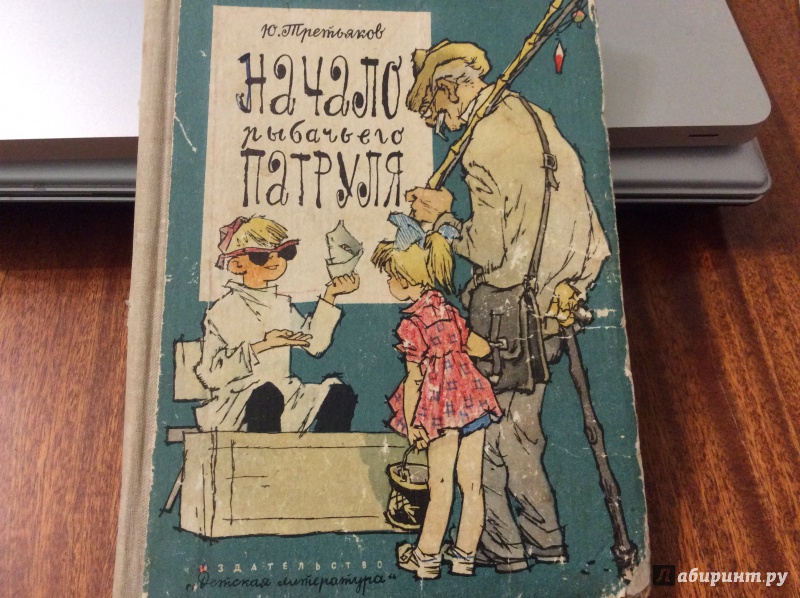 Ю. Третьяков
НАЧАЛО
рыбачьего
ПАТРУЛЯ
ИЗДАТЕЛЬСТВО
„Детская литература“
Лабиринт.ру